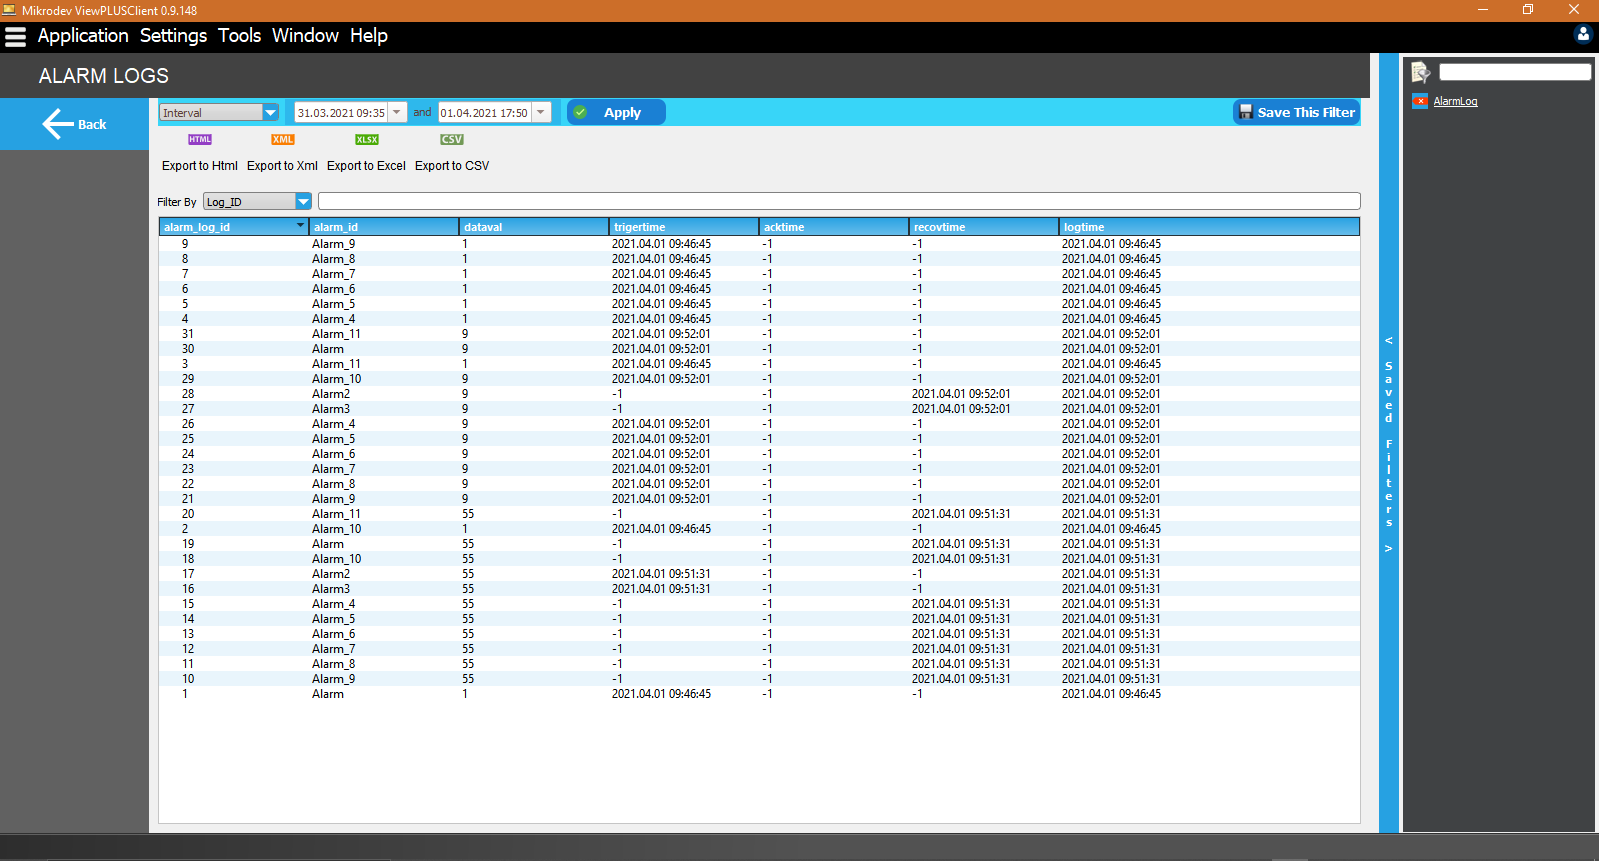 Mikrodev ViewPLUSClient 0.9.148
Application Settings Tools Window Help
ALARM LOGS
Back
Interval 31.03.2021 09:35 and 01.04.2021 17:50 Apply Save This Filter
HTML XML XLSX CSV
Export to Html Export to Xml Export to Excel Export to CSV
Filter By Log_ID
alarm_log_id alarm_id dataval trigertime acktime recovtime logtime
9 Alarm_9 1 2021.04.01 09:46:45 -1 -1 2021.04.01 09:46:45
8 Alarm_8 1 2021.04.01 09:46:45 -1 -1 2021.04.01 09:46:45
7 Alarm_7 1 2021.04.01 09:46:45 -1 -1 2021.04.01 09:46:45
6 Alarm_6 1 2021.04.01 09:46:45 -1 -1 2021.04.01 09:46:45
5 Alarm_5 1 2021.04.01 09:46:45 -1 -1 2021.04.01 09:46:45
4 Alarm_4 1 2021.04.01 09:46:45 -1 -1 2021.04.01 09:46:45
31 Alarm_11 9 2021.04.01 09:52:01 -1 -1 2021.04.01 09:52:01
30 Alarm 9 2021.04.01 09:52:01 -1 -1 2021.04.01 09:52:01
3 Alarm_11 1 2021.04.01 09:46:45 -1 -1 2021.04.01 09:46:45
29 Alarm_10 9 2021.04.01 09:52:01 -1 -1 2021.04.01 09:52:01
28 Alarm2 9 -1 -1 2021.04.01 09:52:01 2021.04.01 09:52:01
27 Alarm3 9 -1 -1 2021.04.01 09:52:01 2021.04.01 09:52:01
26 Alarm_4 9 2021.04.01 09:52:01 -1 -1 2021.04.01 09:52:01
25 Alarm_5 9 2021.04.01 09:52:01 -1 -1 2021.04.01 09:52:01
24 Alarm_6 9 2021.04.01 09:52:01 -1 -1 2021.04.01 09:52:01
23 Alarm_7 9 2021.04.01 09:52:01 -1 -1 2021.04.01 09:52:01
22 Alarm_8 9 2021.04.01 09:52:01 -1 -1 2021.04.01 09:52:01
21 Alarm_9 9 2021.04.01 09:52:01 -1 -1 2021.04.01 09:52:01
20 Alarm_11 55 -1 -1 2021.04.01 09:51:31 2021.04.01 09:51:31
2 Alarm_10 1 2021.04.01 09:46:45 -1 -1 2021.04.01 09:46:45
19 Alarm 55 -1 -1 2021.04.01 09:51:31 2021.04.01 09:51:31
18 Alarm_10 55 -1 -1 2021.04.01 09:51:31 2021.04.01 09:51:31
17 Alarm2 55 2021.04.01 09:51:31 -1 -1 2021.04.01 09:51:31
16 Alarm3 55 2021.04.01 09:51:31 -1 -1 2021.04.01 09:51:31
15 Alarm_4 55 -1 -1 2021.04.01 09:51:31 2021.04.01 09:51:31
14 Alarm_5 55 -1 -1 2021.04.01 09:51:31 2021.04.01 09:51:31
13 Alarm_6 55 -1 -1 2021.04.01 09:51:31 2021.04.01 09:51:31
12 Alarm_7 55 -1 -1 2021.04.01 09:51:31 2021.04.01 09:51:31
11 Alarm_8 55 -1 -1 2021.04.01 09:51:31 2021.04.01 09:51:31
10 Alarm_9 55 -1 -1 2021.04.01 09:51:31 2021.04.01 09:51:31
1 Alarm 1 2021.04.01 09:46:45 -1 -1 2021.04.01 09:46:45
< Saved Filters >
AlarmLog